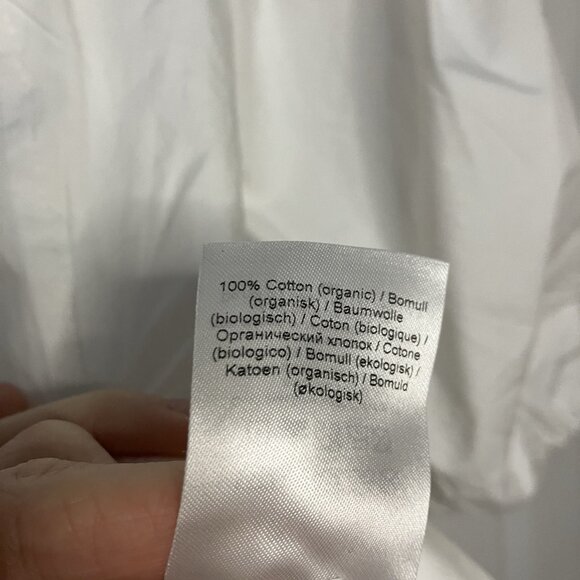 100% Cotton (organic) / Bomull
(organisk) / Baumwolle
(biologisch) / Coton (biologique) /
Органический хлопок / Cotone
(biologico) / Bomull (ekologisk) /
Katoen (organisch) / Bomuld
(økologisk)